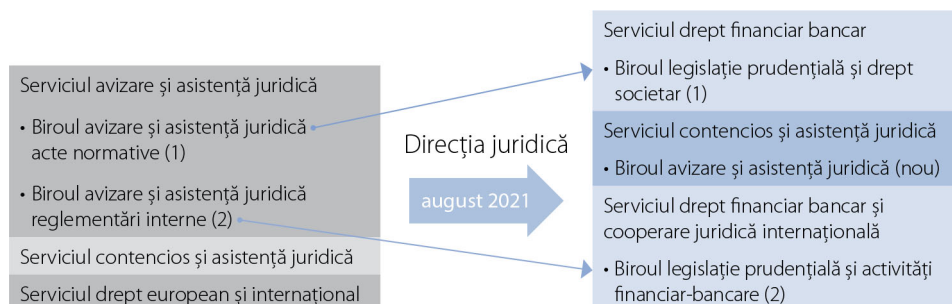 Serviciul avizare și asistență juridică
• Biroul avizare și asistență juridică
acte normative (1)
• Biroul avizare și asistență juridică
reglementări interne (2)
Serviciul contencios și asistență juridică
Serviciul drept european și internațional
Direcția juridică
august 2021
Serviciul drept financiar bancar
• Biroul legislație prudențială și drept
societar (1)
Serviciul contencios și asistență juridică
• Biroul avizare și asistență juridică (nou)
Serviciul drept financiar bancar și
cooperare juridică internațională
• Biroul legislație prudențială și activități
financiar-bancare (2)